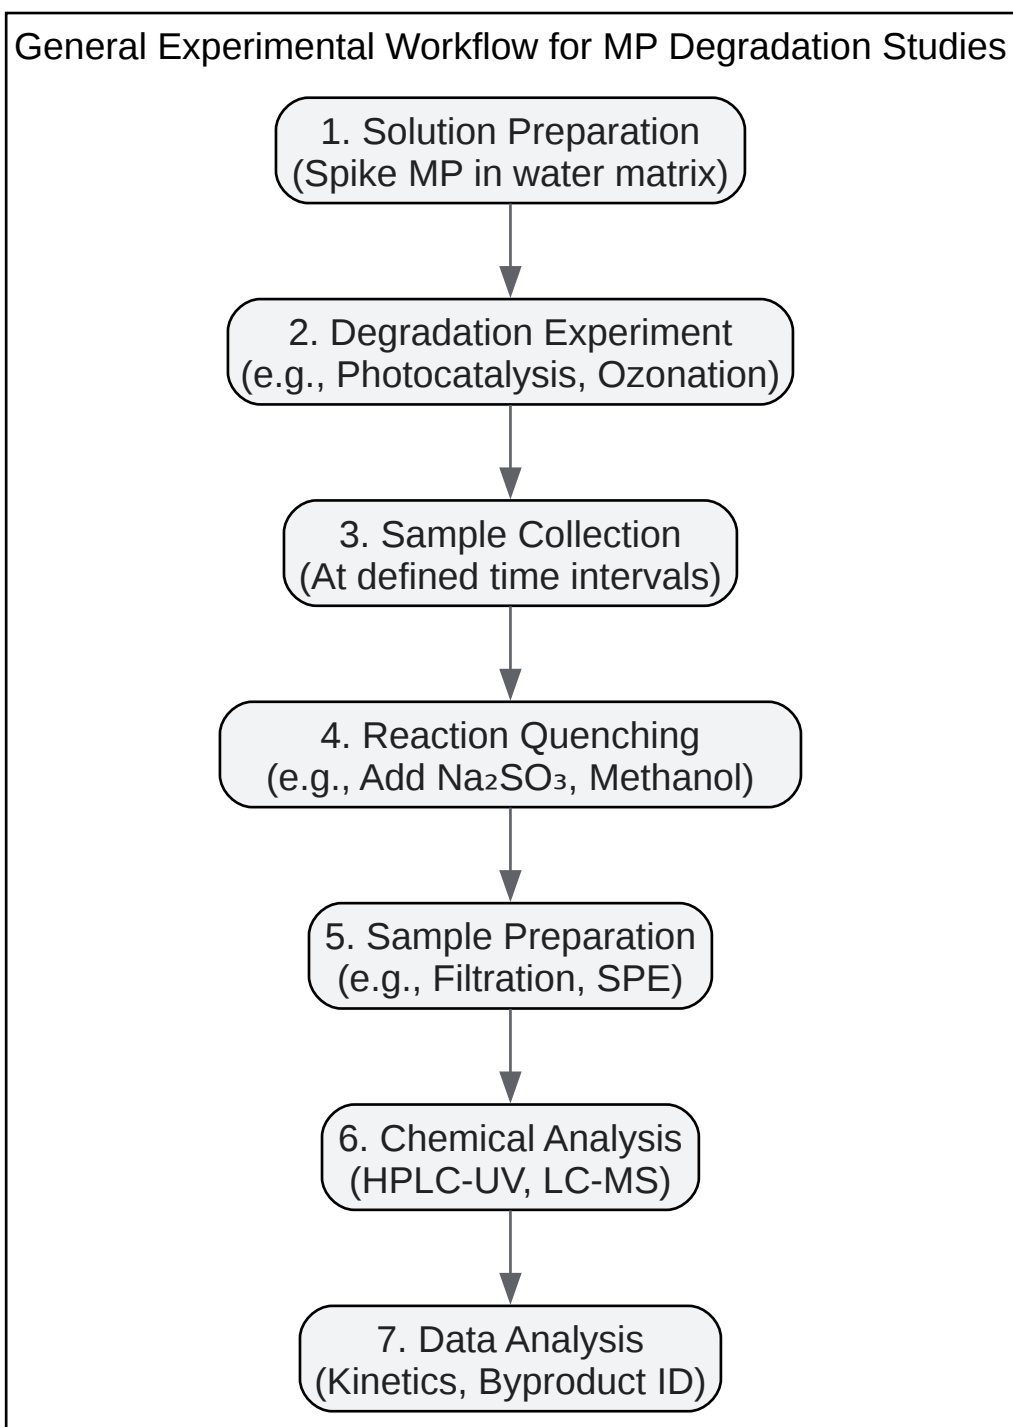 General Experimental Workflow for MP Degradation Studies
1. Solution Preparation
(Spike MP in water matrix)
2. Degradation Experiment
(e.g., Photocatalysis, Ozonation)
3. Sample Collection
(At defined time intervals)
4. Reaction Quenching
(e.g., Add Na₂SO₃, Methanol)
5. Sample Preparation
(e.g., Filtration, SPE)
6. Chemical Analysis
(HPLC-UV, LC-MS)
7. Data Analysis
(Kinetics, Byproduct ID)